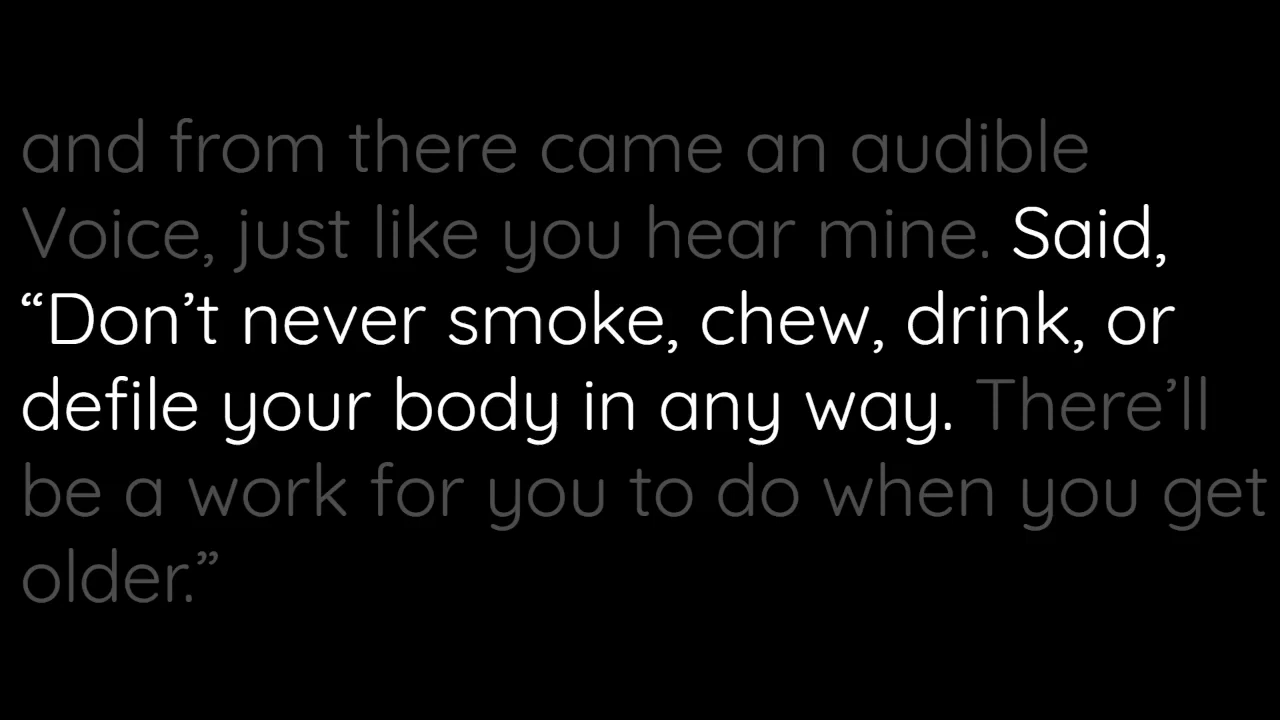 and from there came an audible
Voice, just like you hear mine. Said,
“Don’t never smoke, chew, drink, or
defile your body in any way. There’ll
be a work for you to do when you get
older.”